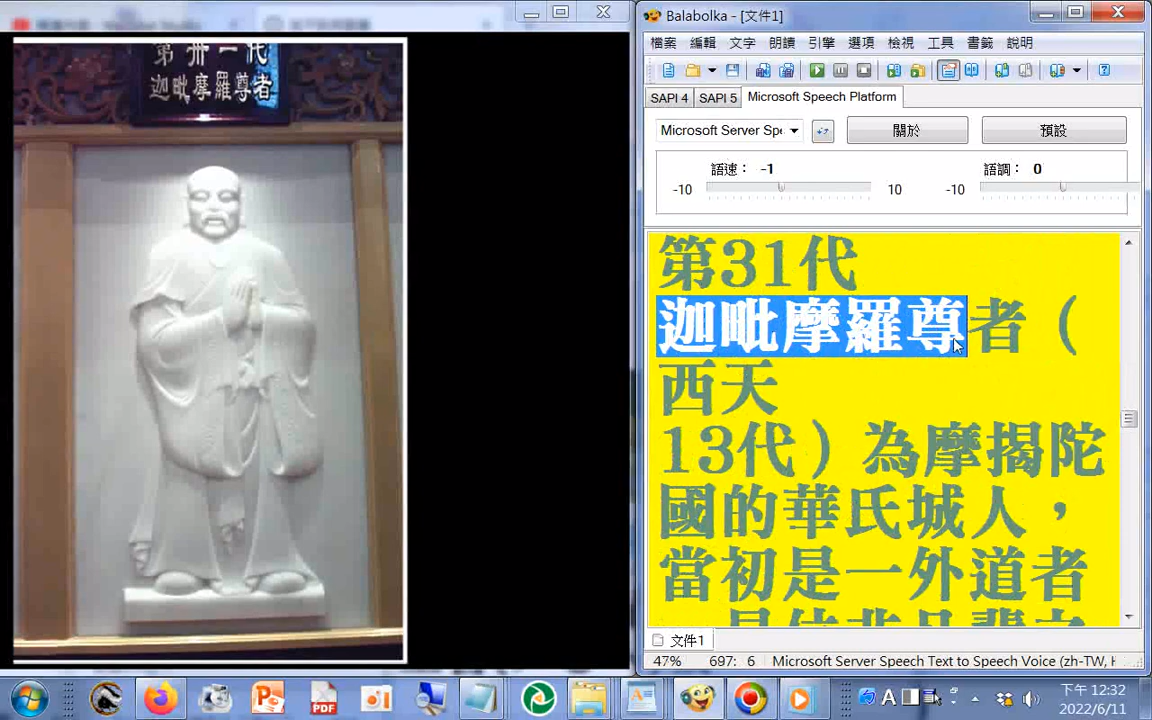 第卅一代
迦毗摩羅尊者
Balabolka - [文件1]
檔案 編輯 文字 朗讀 引擎 選項 檢視 工具 書籤 說明
SAPI 4 SAPI 5 Microsoft Speech Platform
Microsoft Server Spe 關於 預設
語速： -1 語調： 0
-10 10 -10
第31代
迦毗摩羅尊者（
西天
13代）為摩揭陀
國的華氏城人，
當初是一外道者
文件1
47% 697: 6 Microsoft Server Speech Text to Speech Voice (zh-TW, H
下午 12:32
2022/6/11